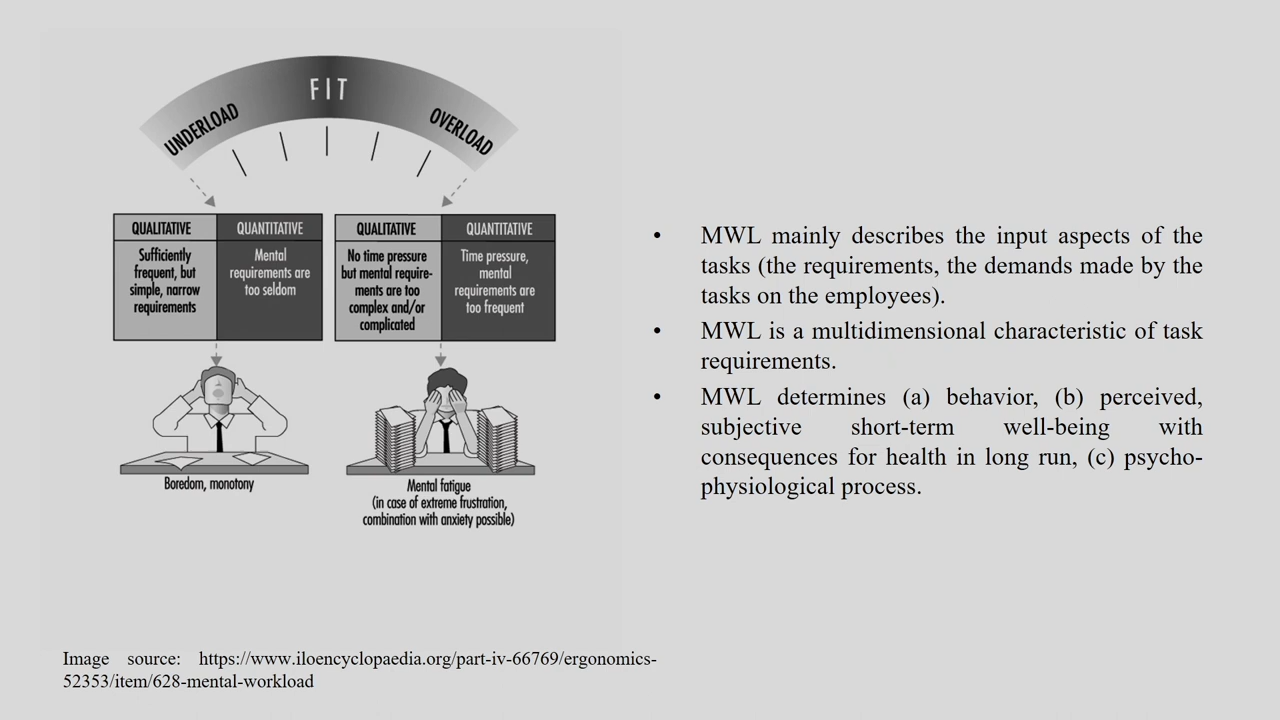 FIT
UNDERLOAD
OVERLOAD
QUALITATIVE
Sufficiently
frequent, but
simple, narrow
requirements
QUANTITATIVE
Mental
requirements are
too seldom
QUALITATIVE
No time pressure
but mental require-
ments are too
complex and/or
complicated
QUANTITATIVE
Time pressure,
mental
requirements are
too frequent
Boredom, monotony
Mental fatigue
(in case of extreme frustration,
combination with anxiety possible)
• MWL mainly describes the input aspects of the
tasks (the requirements, the demands made by the
tasks on the employees).
• MWL is a multidimensional characteristic of task
requirements.
• MWL determines (a) behavior, (b) perceived,
subjective short-term well-being with
consequences for health in long run, (c) psycho-
physiological process.
Image source: https://www.iloencyclopaedia.org/part-iv-66769/ergonomics-
52353/item/628-mental-workload